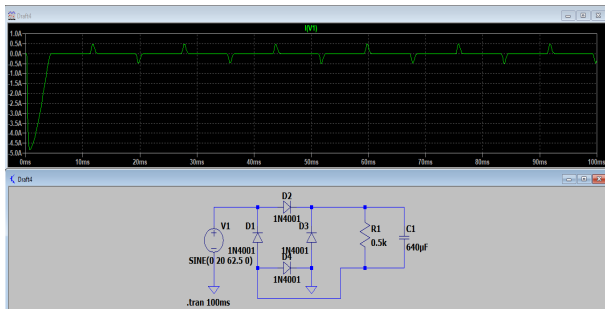 Draft4
I(V1)
1.0A
0.5A
0.0A
-0.5A
-1.0A
-1.5A
-2.0A
-2.5A
-3.0A
-3.5A
-4.0A
-4.5A
-5.0A
0ms 10ms 20ms 30ms 40ms 50ms 60ms 70ms 80ms 90ms 100ms
Draft4
D2
1N4001
V1 D1 D3 R1 C1
1N4001 1N4001 0.5k 640µF
D4
SINE(0 20 62.5 0) 1N4001
.tran 100ms